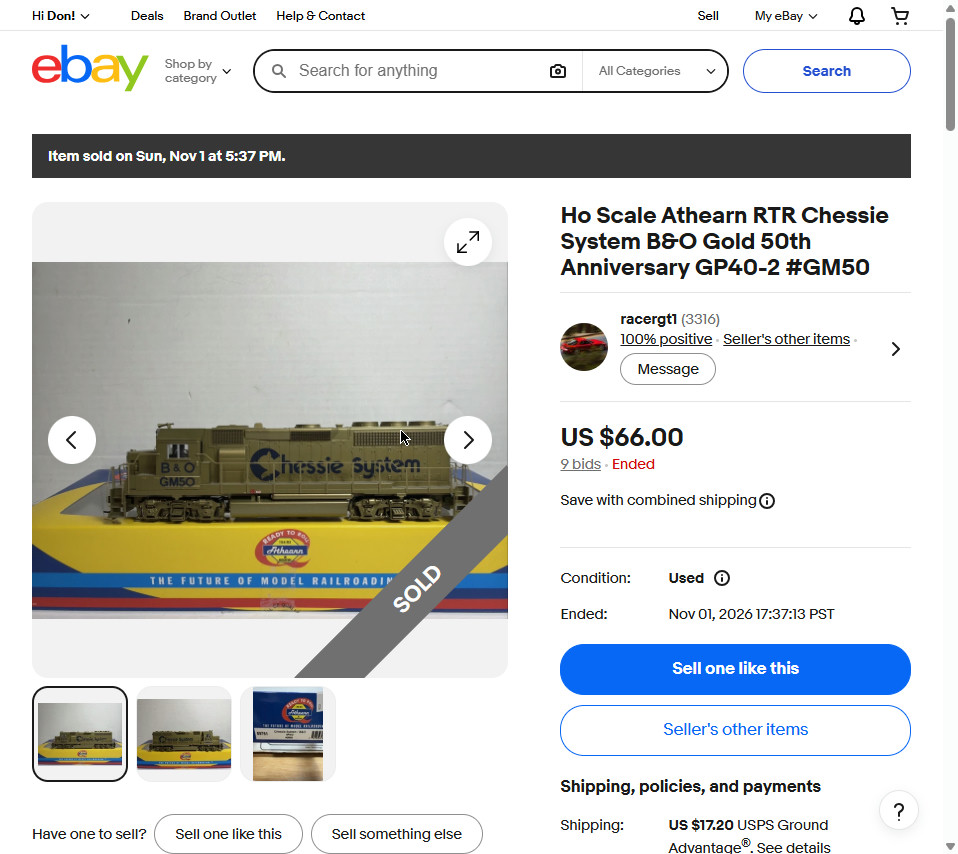 Hi Don!
Deals
Brand Outlet
Help & Contact
Sell
My eBay
ebay
Shop by
category
Search for anything
All Categories
Search
Item sold on Sun, Nov 1 at 5:37 PM.
Ho Scale Athearn RTR Chessie
System B&O Gold 50th
Anniversary GP40-2 #GM50
racergt1 (3316)
100% positive · Seller's other items ·
Message
B & O
GM50
Chessie System
READY TO ROLL
Athearn
THE FUTURE OF MODEL RAILROADIN
SOLD
US $66.00
9 bids · Ended
Save with combined shipping
Condition: Used
Ended: Nov 01, 2026 17:37:13 PST
Sell one like this
Seller's other items
Shipping, policies, and payments
Shipping: US $17.20 USPS Ground
Advantage®. See details
Have one to sell?
Sell one like this
Sell something else
?